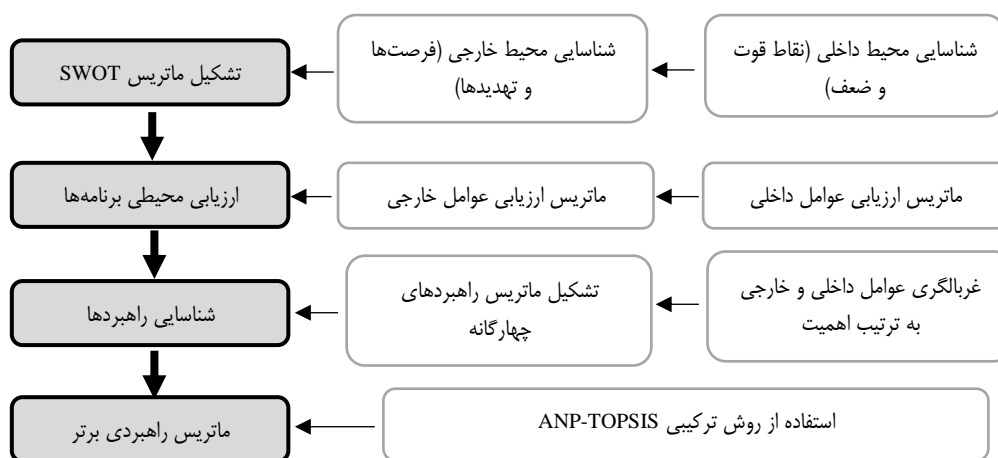 شناسایی محیط داخلی (نقاط قوت
و ضعف)
شناسایی محیط خارجی (فرصت‌ها
و تهدیدها)
تشکیل ماتریس SWOT
ماتریس ارزیابی عوامل داخلی
ماتریس ارزیابی عوامل خارجی
ارزیابی محیطی برنامه‌ها
غربالگری عوامل داخلی و خارجی
به ترتیب اهمیت
تشکیل ماتریس راهبردهای
چهارگانه
شناسایی راهبردها
استفاده از روش ترکیبی ANP-TOPSIS
ماتریس راهبردی برتر